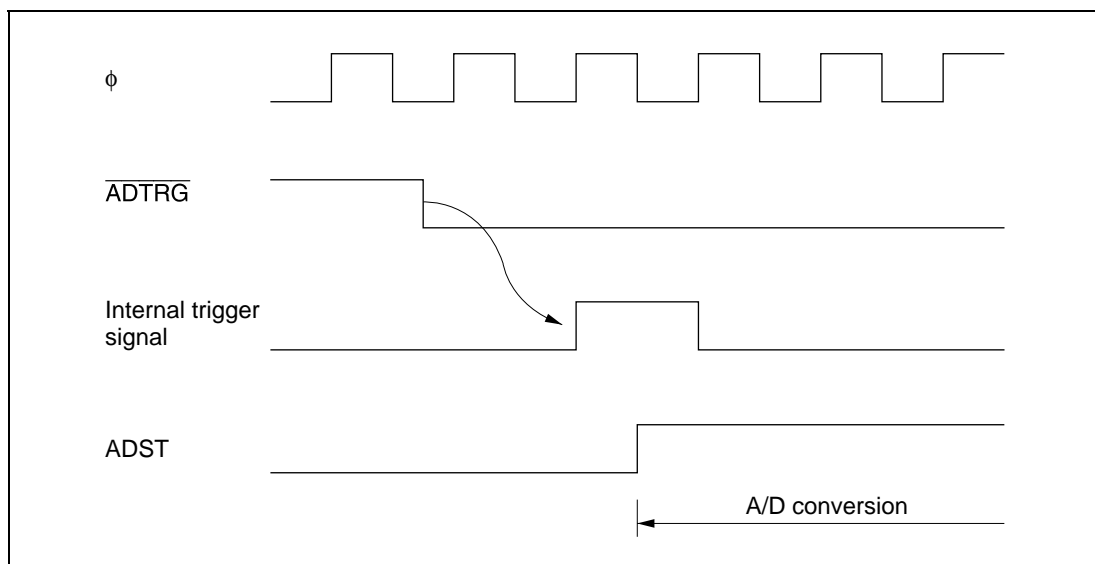 ϕ
ADTRG
Internal trigger
signal
ADST
A/D conversion